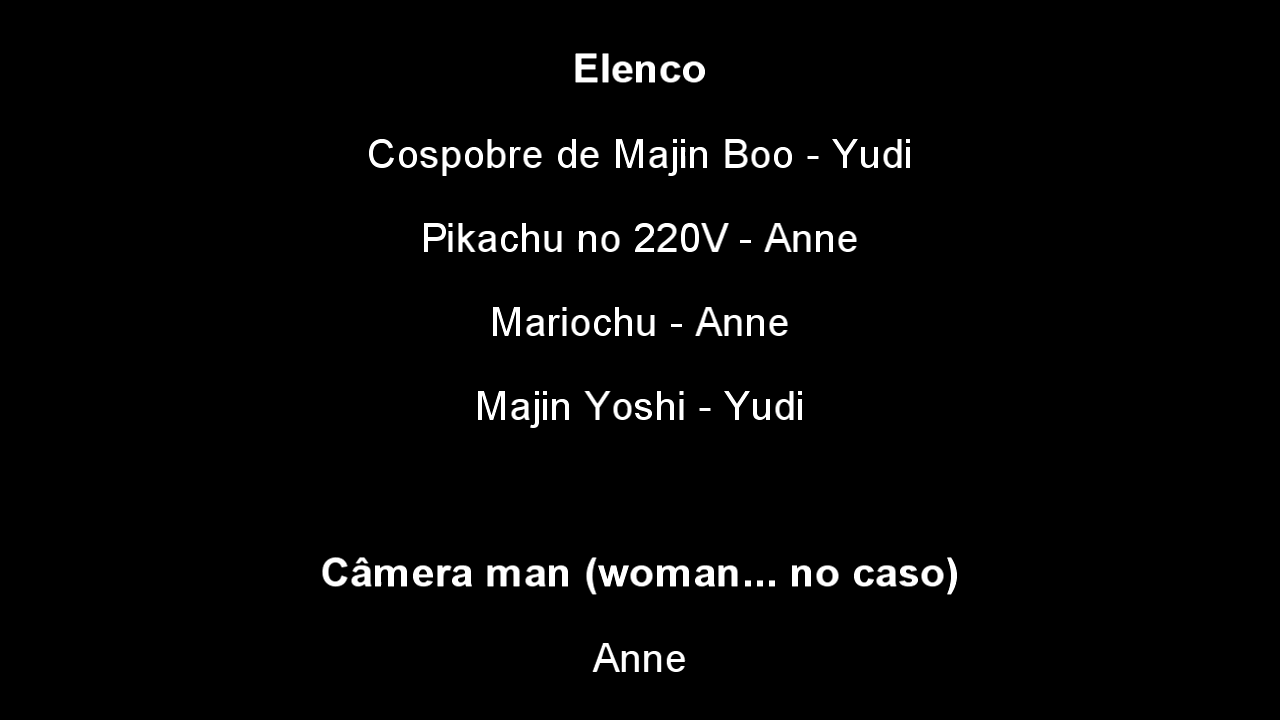 Elenco
Cospobre de Majin Boo - Yudi
Pikachu no 220V - Anne
Mariochu - Anne
Majin Yoshi - Yudi
Câmera man (woman... no caso)
Anne